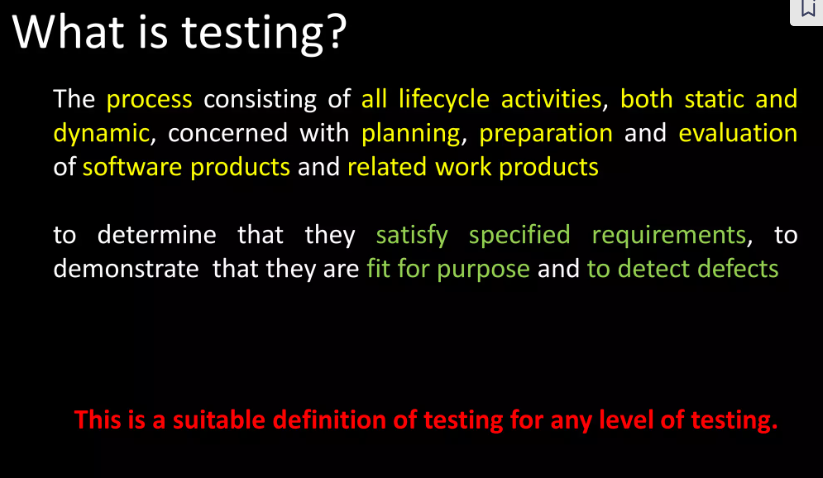 What is testing?
The process consisting of all lifecycle activities, both static and
dynamic, concerned with planning, preparation and evaluation
of software products and related work products
to determine that they satisfy specified requirements, to
demonstrate that they are fit for purpose and to detect defects
This is a suitable definition of testing for any level of testing.